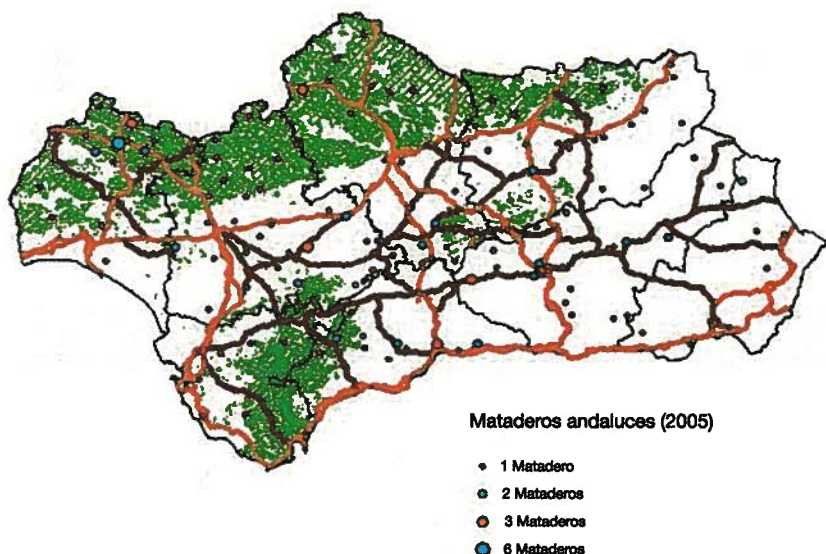 Mataderos andaluces (2005)
1 Matadero
2 Mataderos
3 Mataderos
6 Mataderos